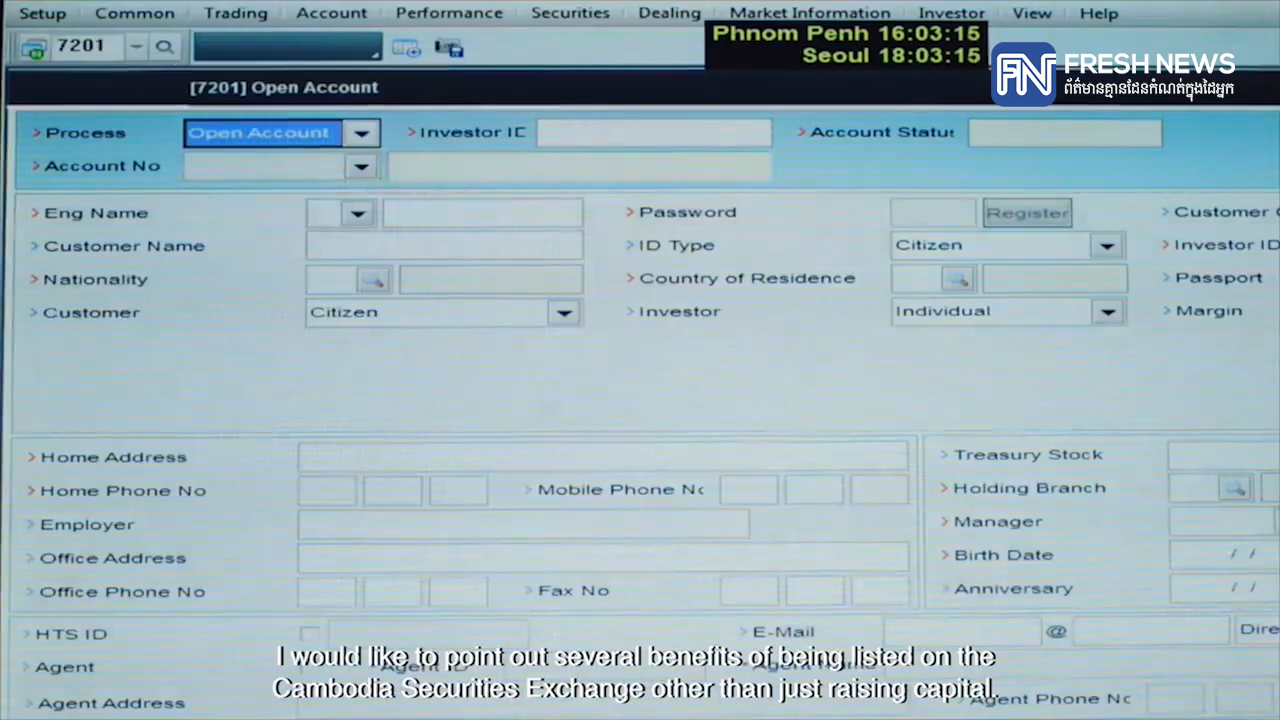 Setup Common Trading Account Performance Securities Dealing Market Information Investor View Help
7201
Phnom Penh 16:03:15
Seoul 18:03:15
FRESH NEWS
ព័ត៌មានគ្មានដែនកំណត់ក្នុងដៃអ្នក
[7201] Open Account
Process Open Account Investor ID Account Status
Account No
Eng Name Password Register Customer
Customer Name ID Type Citizen Investor ID
Nationality Country of Residence Passport
Customer Citizen Investor Individual Margin
Home Address Treasury Stock
Home Phone No Mobile Phone No Holding Branch
Employer Manager
Office Address Birth Date / /
Office Phone No Fax No Anniversary / /
HTS ID E-Mail @
Agent Agent ID
Agent Address Agent Phone No
I would like to point out several benefits of being listed on the
Cambodia Securities Exchange other than just raising capital.